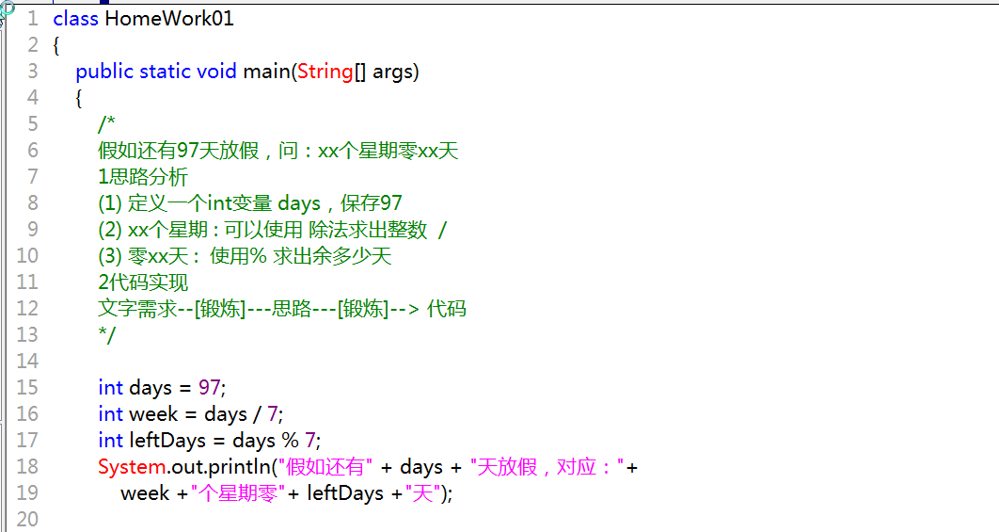 1 class HomeWork01
2 {
3 public static void main(String[] args)
4 {
5 /*
6 假如还有97天放假，问：xx个星期零xx天
7 1思路分析
8 (1) 定义一个int变量 days，保存97
9 (2) xx个星期 : 可以使用 除法求出整数 /
10 (3) 零xx天 : 使用% 求出余多少天
11 2代码实现
12 文字需求--[锻炼]---思路---[锻炼]--> 代码
13 */
14
15 int days = 97;
16 int week = days / 7;
17 int leftDays = days % 7;
18 System.out.println("假如还有" + days + "天放假，对应："+
19 week +"个星期零"+ leftDays +"天");
20